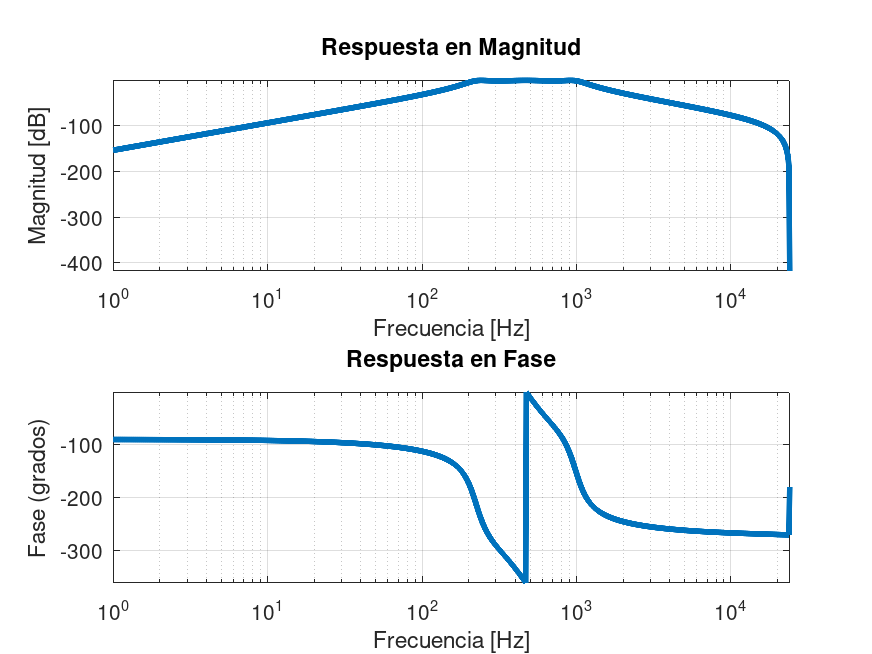 Respuesta en Magnitud
Magnitud [dB]
-100
-200
-300
-400
10^0
10^1
10^2
10^3
10^4
Frecuencia [Hz]
Respuesta en Fase
Fase (grados)
-100
-200
-300
10^0
10^1
10^2
10^3
10^4
Frecuencia [Hz]